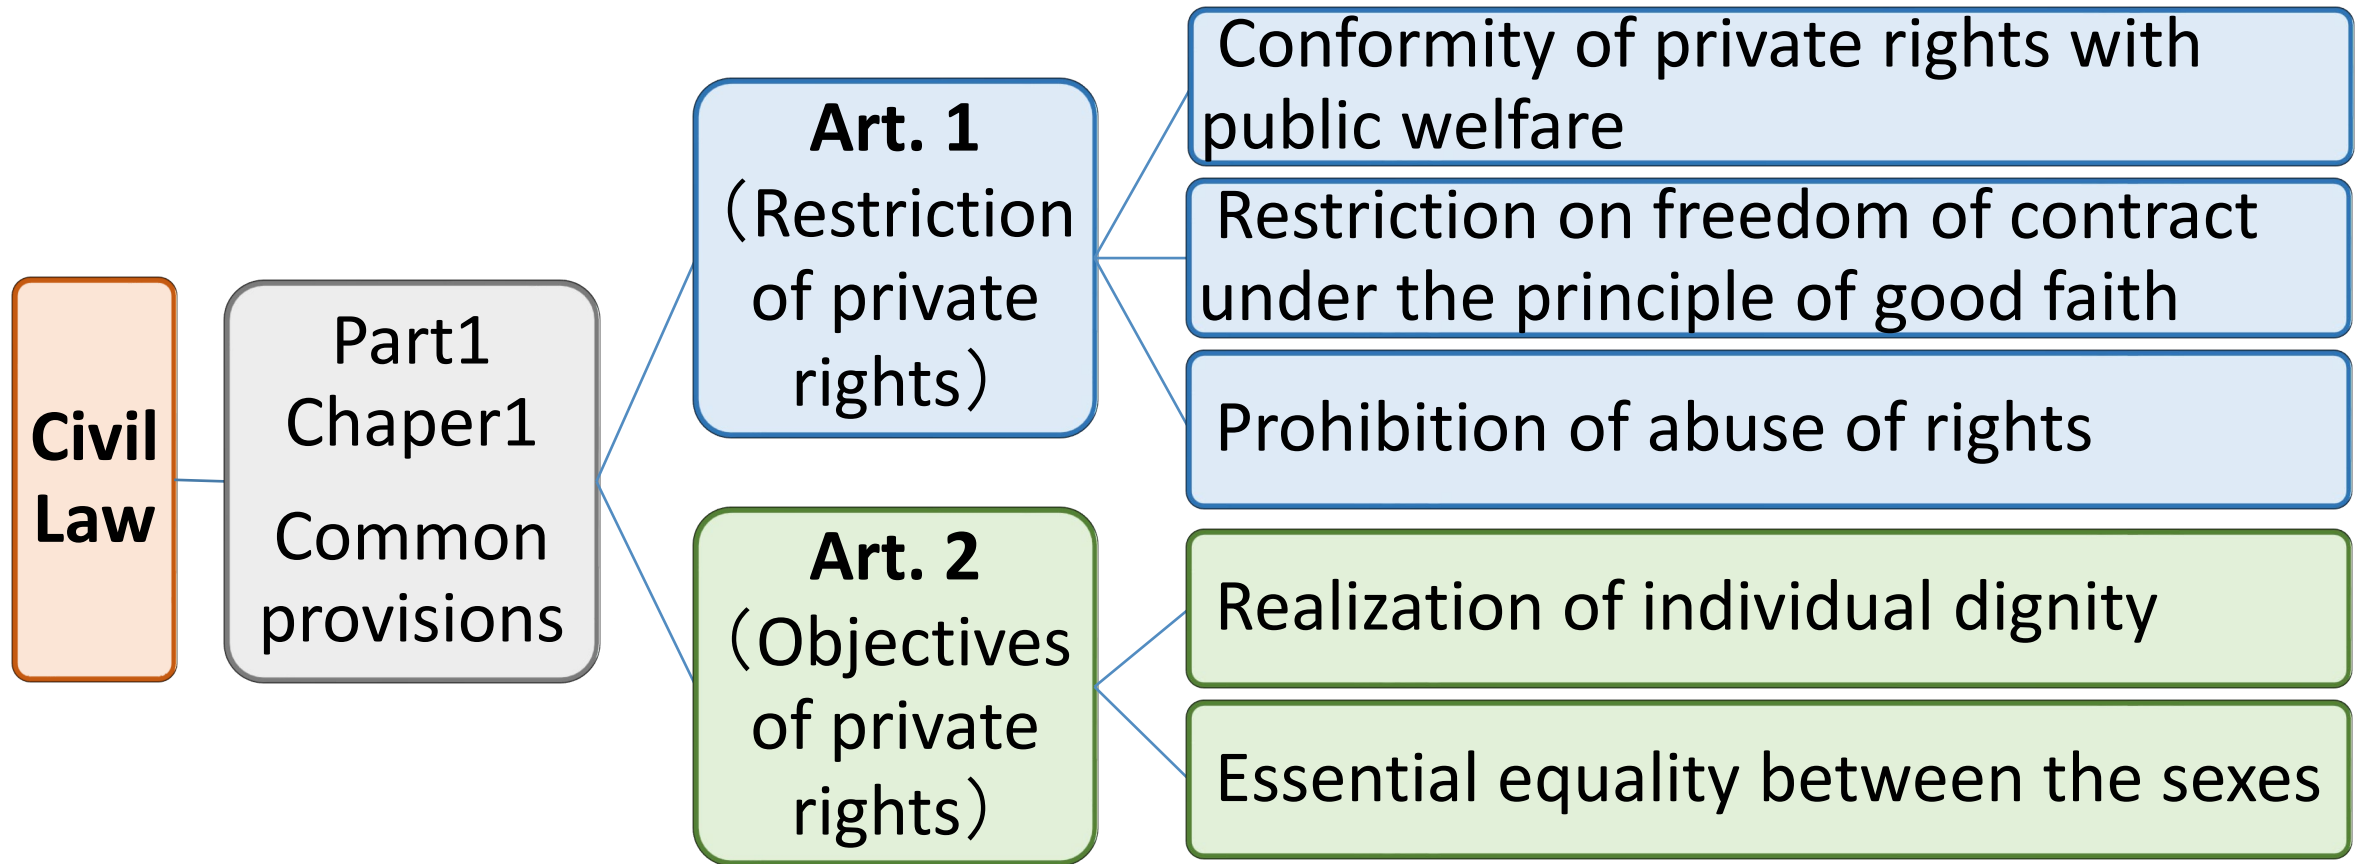 Civil
Law
Part1
Chaper1
Common
provisions
Art. 1
（Restriction
of private
rights）
Conformity of private rights with
public welfare
Restriction on freedom of contract
under the principle of good faith
Prohibition of abuse of rights
Art. 2
（Objectives
of private
rights）
Realization of individual dignity
Essential equality between the sexes